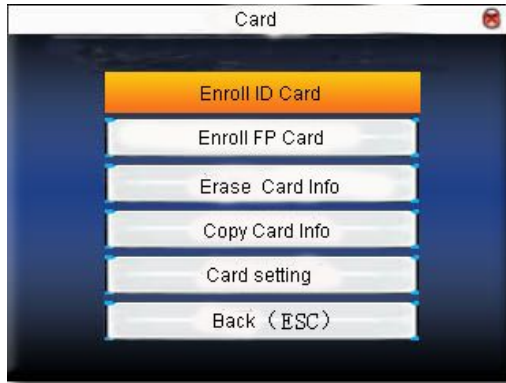 Card
Enroll ID Card
Enroll FP Card
Erase Card Info
Copy Card Info
Card setting
Back（ESC）